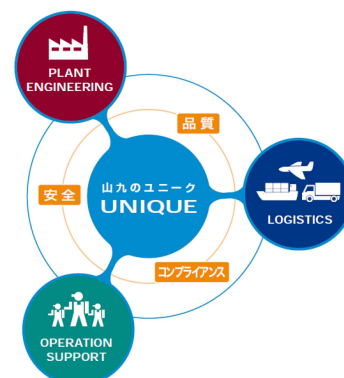 PLANT
ENGINEERING
品質
安全
山九のユニーク
UNIQUE
LOGISTICS
コンプライアンス
OPERATION
SUPPORT